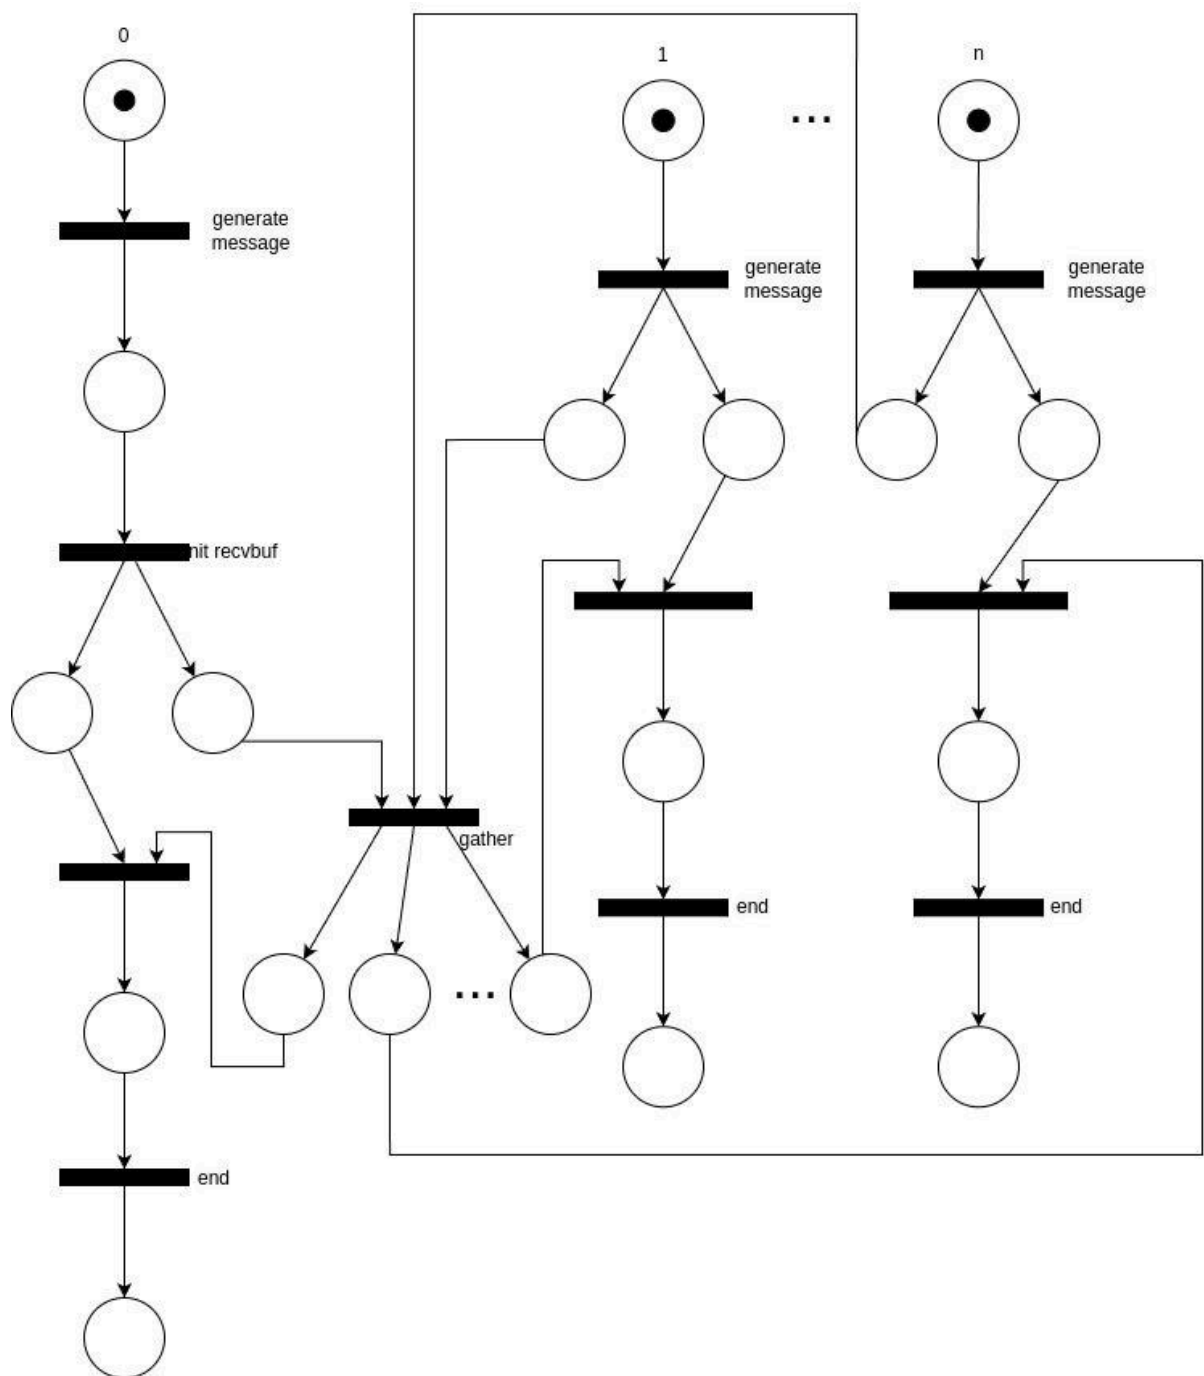 0
1
...
n
generate
message
generate
message
generate
message
nit recvbuf
gather
...
end
end
end